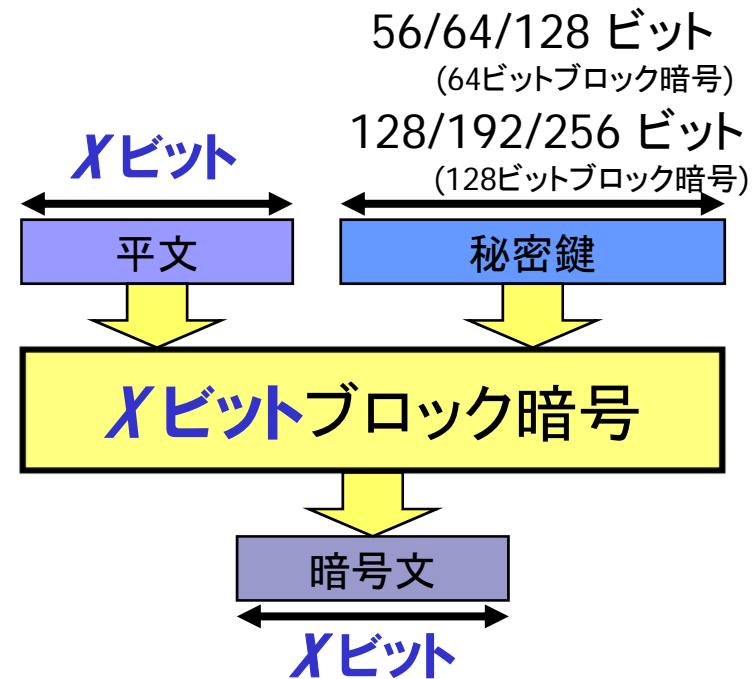 56/64/128 ビット
(64ビットブロック暗号)
128/192/256 ビット
(128ビットブロック暗号)
Xビット
平文
秘密鍵
Xビットブロック暗号
暗号文
Xビット